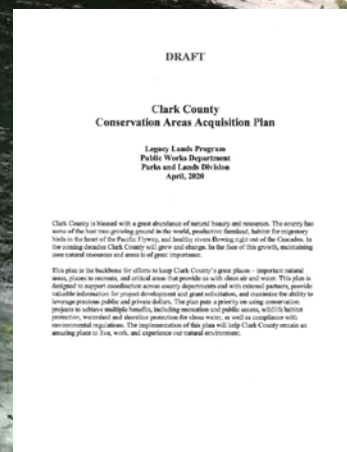 DRAFT
Clark County
Conservation Areas Acquisition Plan
Legacy Lands Program
Public Works Department
Parks and Lands Division
April, 2020
Clark County is blessed with a great abundance of natural beauty and resources. The county has
some of the best tree growing ground in the world, productive farmland, habitat for migratory
birds in the heart of the Pacific Flyway, and healthy rivers flowing right out of the Cascades. In
the coming decades Clark County will grow and change. In the face of this growth, maintaining
core natural resources and areas is of great importance.
This plan is the backbone for efforts to keep Clark County's great places – important natural
areas, places to recreate, and critical areas that provide us with clean air and water. This plan is
designed to support coordination across county departments and with external partners, provide
valuable information for project development and grant solicitation, and maximize the ability to
leverage precious public and private dollars. The plan puts a priority on using conservation
projects to achieve multiple benefits, including recreation and public access, wildlife habitat
protection, watershed and shoreline protection for clean water, as well as compliance with
environmental regulations. The implementation of this plan will help Clark County remain an
amazing place to live, work, and experience our natural environment.